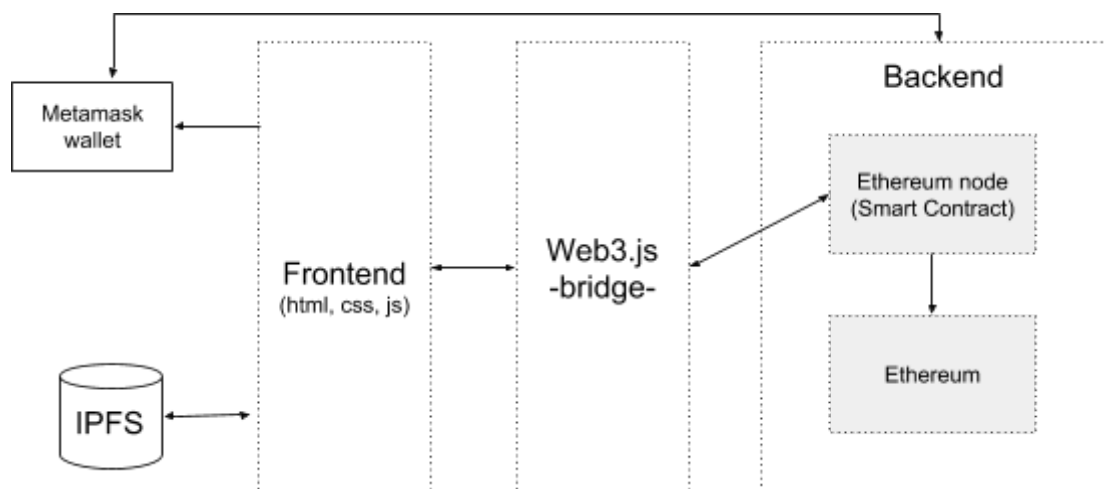 Metamask
wallet
IPFS
Frontend
(html, css, js)
Web3.js
-bridge-
Backend
Ethereum node
(Smart Contract)
Ethereum